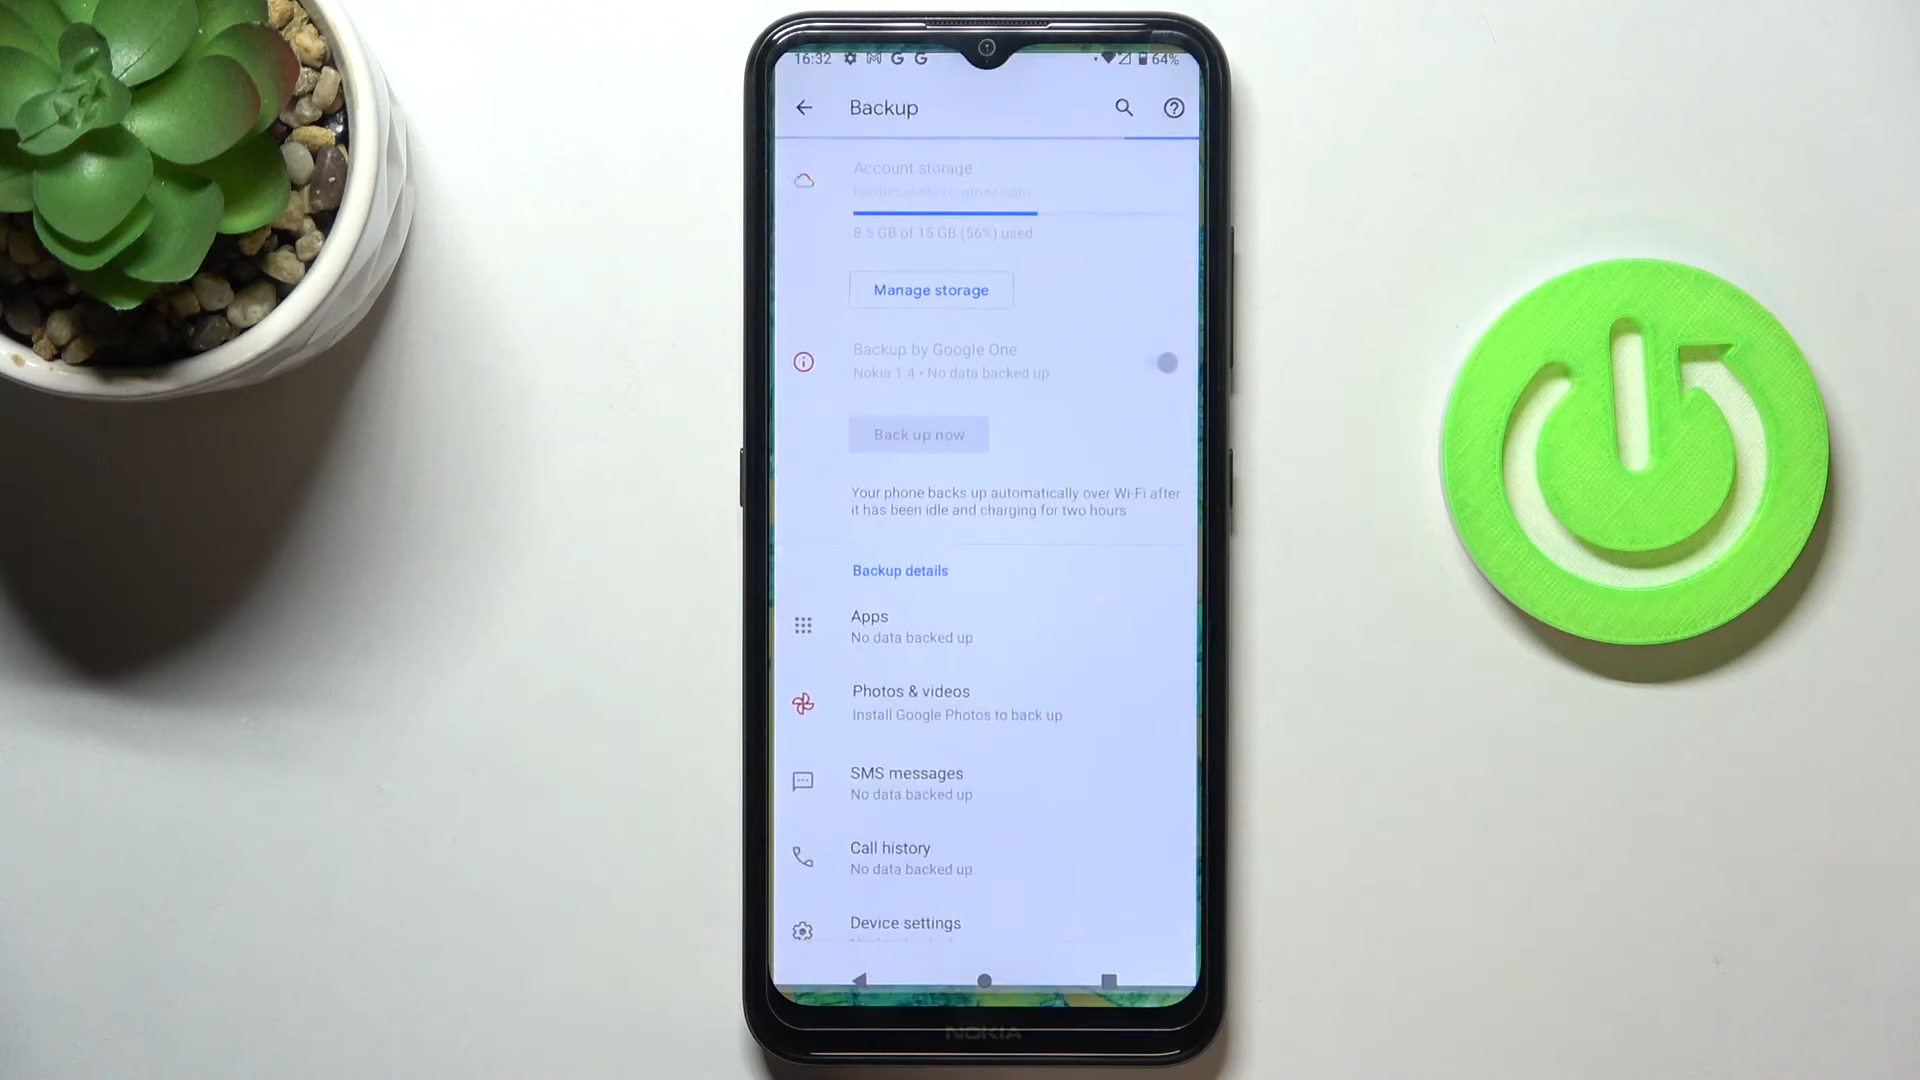 16:32
64%
Backup
Account storage
8.5 GB of 15 GB (56%) used
Manage storage
Backup by Google One
Nokia 1.4 • No data backed up
Back up now
Your phone backs up automatically over Wi-Fi after
it has been idle and charging for two hours
Backup details
Apps
No data backed up
Photos & videos
Install Google Photos to back up
SMS messages
No data backed up
Call history
No data backed up
Device settings
NOKIA